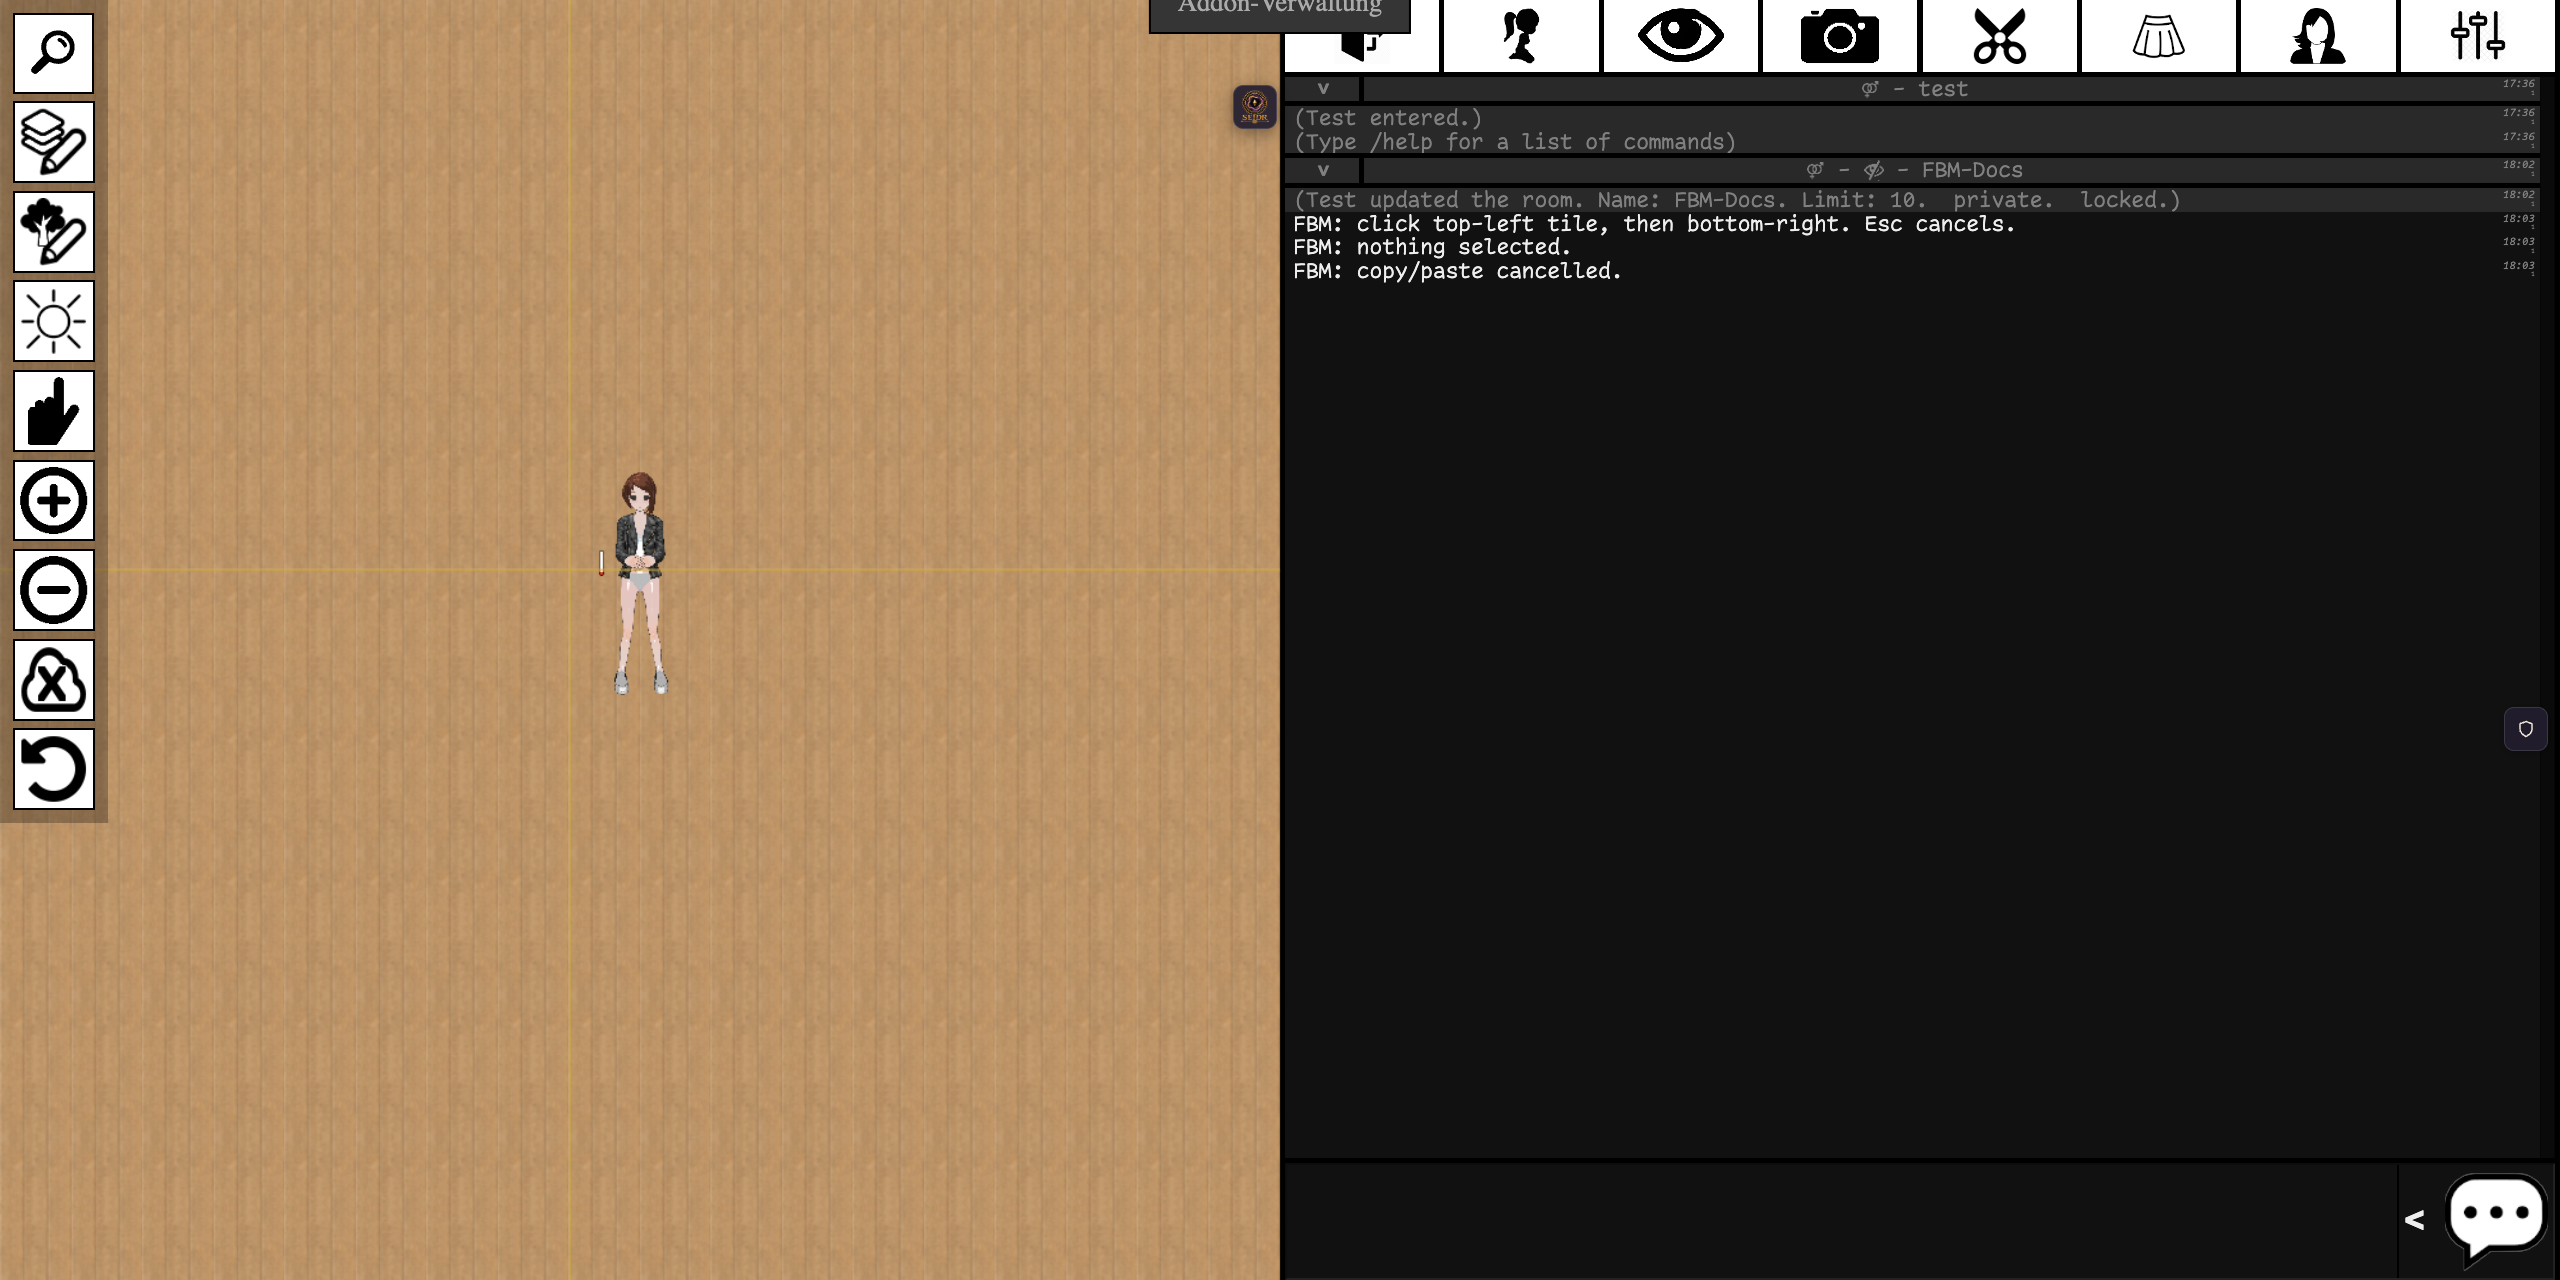 Addon-Verwaltung
SEIDR
v ⚤ - test 17:36
(Test entered.) 17:36
(Type /help for a list of commands) 17:36
v ⚤ - - FBM-Docs 18:02
(Test updated the room. Name: FBM-Docs. Limit: 10.  private.  locked.) 18:02
FBM: click top-left tile, then bottom-right. Esc cancels. 18:03
FBM: nothing selected. 18:03
FBM: copy/paste cancelled. 18:03
X
<